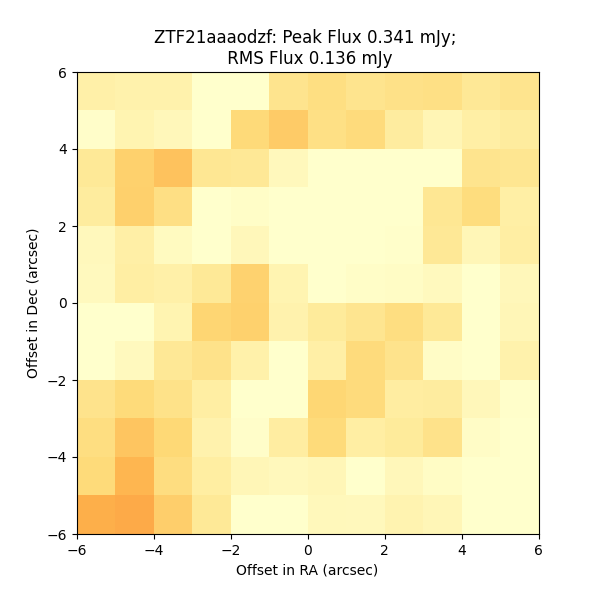 ZTF21aaaodzf: Peak Flux 0.341 mJy;
RMS Flux 0.136 mJy
6
4
2
0
−2
−4
−6
Offset in Dec (arcsec)
−6 −4 −2 0 2 4 6
Offset in RA (arcsec)